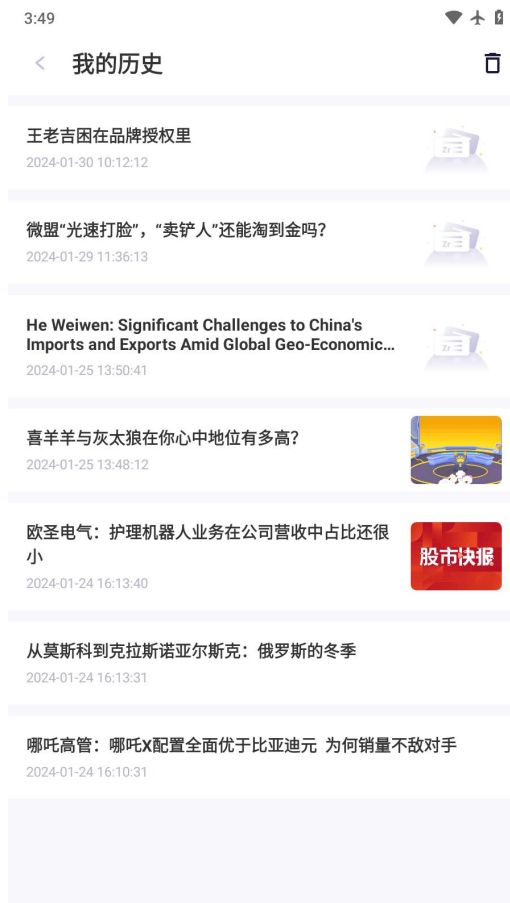 3:49
我的历史
王老吉困在品牌授权里
2024-01-30 10:12:12
微盟“光速打脸”，“卖铲人”还能淘到金吗?
2024-01-29 11:36:13
He Weiwen: Significant Challenges to China's
Imports and Exports Amid Global Geo-Economic...
2024-01-25 13:50:41
喜羊羊与灰太狼在你心中地位有多高?
2024-01-25 13:48:12
欧圣电气：护理机器人业务在公司营收中占比还很
小
股市快报
2024-01-24 16:13:40
从莫斯科到克拉斯诺亚尔斯克：俄罗斯的冬季
2024-01-24 16:13:31
哪吒高管：哪吒X配置全面优于比亚迪元 为何销量不敌对手
2024-01-24 16:10:31